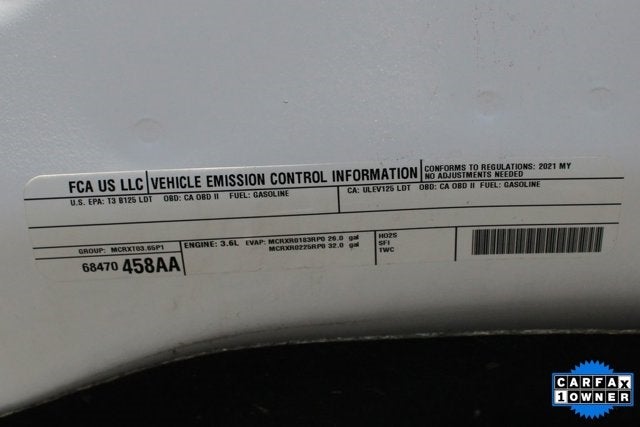 FCA US LLC VEHICLE EMISSION CONTROL INFORMATION
CONFORMS TO REGULATIONS: 2021 MY
NO ADJUSTMENTS NEEDED
U.S. EPA: T3 B125 LDT OBD: CA OBD II FUEL: GASOLINE
CA: ULEV125 LDT OBD: CA OBD II FUEL: GASOLINE
GROUP: MCRXT03.65P1
68470 458AA
ENGINE: 3.6L EVAP: MCRXR0183RP0 26.0 gal
MCRXR0225RP0 32.0 gal
HO2S
SFI
TWC
CARFAX
1 OWNER